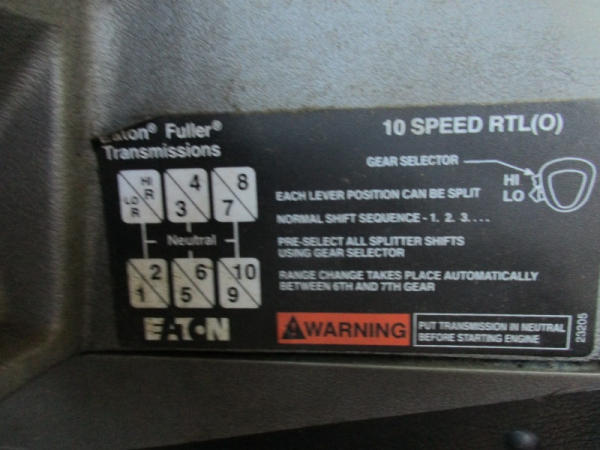 Eaton® Fuller®
Transmissions
10 SPEED RTL(O)
GEAR SELECTOR
HI
LO
HI
R
LO
R
4
3
8
7
Neutral
2
1
6
5
10
9
EACH LEVER POSITION CAN BE SPLIT
NORMAL SHIFT SEQUENCE - 1. 2. 3. . . .
PRE-SELECT ALL SPLITTER SHIFTS
USING GEAR SELECTOR
RANGE CHANGE TAKES PLACE AUTOMATICALLY
BETWEEN 6TH AND 7TH GEAR
EATON
WARNING
PUT TRANSMISSION IN NEUTRAL
BEFORE STARTING ENGINE
23205